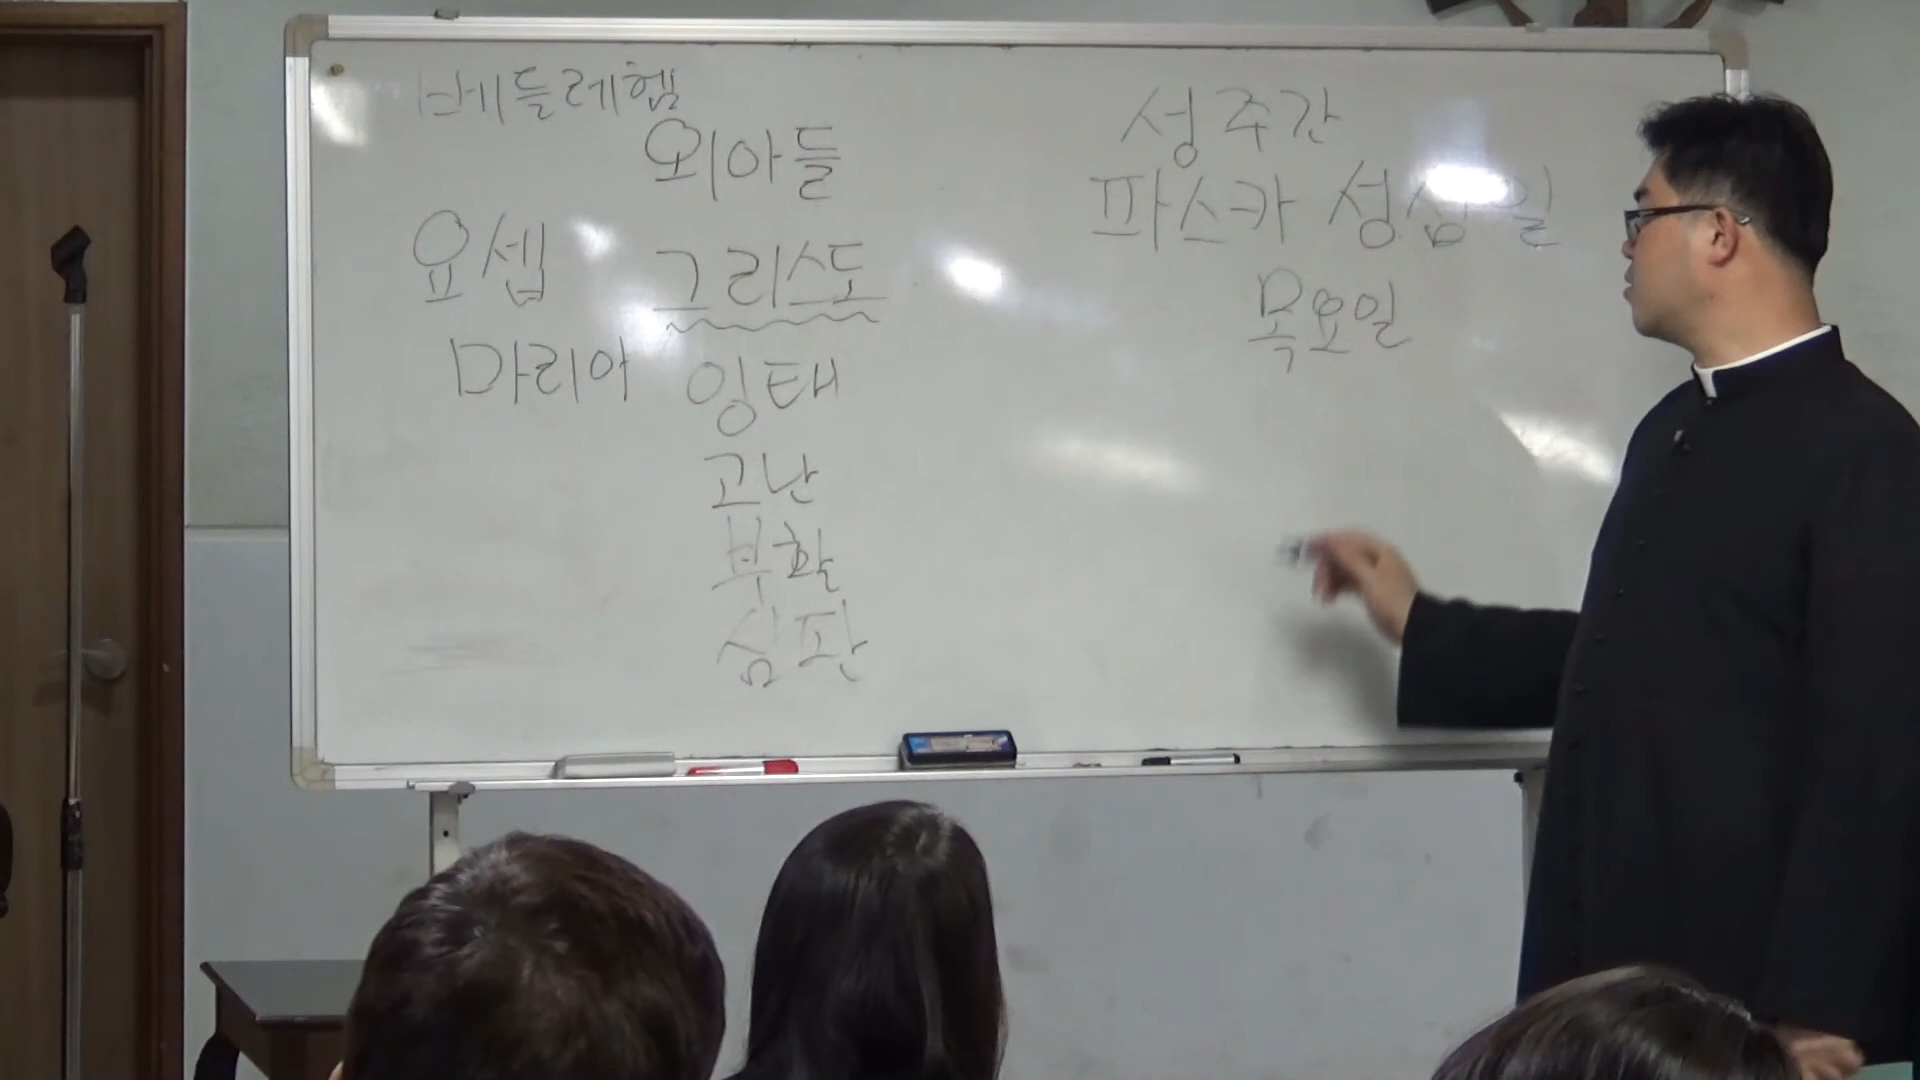 베들레헴
외아들
요셉
그리스도
마리아
잉태
고난
부활
심판
성주간
파스카 성삼일
목요일